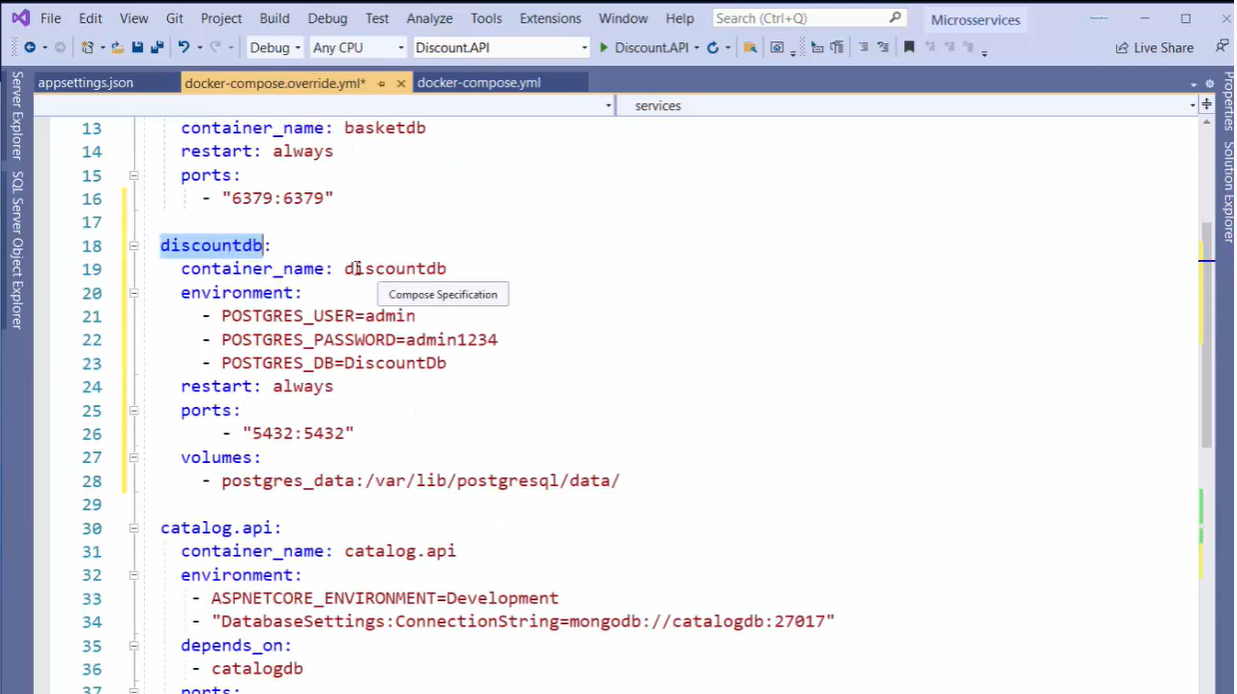 File Edit View Git Project Build Debug Test Analyze Tools Extensions Window Help Search (Ctrl+Q) Microsservices
Debug Any CPU Discount.API Discount.API Live Share
appsettings.json docker-compose.override.yml* docker-compose.yml
services
Server Explorer
SQL Server Object Explorer
Properties
Solution Explorer
13 container_name: basketdb
14 restart: always
15 ports:
16 - "6379:6379"
17
18 discountdb:
19 container_name: discountdb
Compose Specification
20 environment:
21 - POSTGRES_USER=admin
22 - POSTGRES_PASSWORD=admin1234
23 - POSTGRES_DB=DiscountDb
24 restart: always
25 ports:
26 - "5432:5432"
27 volumes:
28 - postgres_data:/var/lib/postgresql/data/
29
30 catalog.api:
31 container_name: catalog.api
32 environment:
33 - ASPNETCORE_ENVIRONMENT=Development
34 - "DatabaseSettings:ConnectionString=mongodb://catalogdb:27017"
35 depends_on:
36 - catalogdb
37 ports: